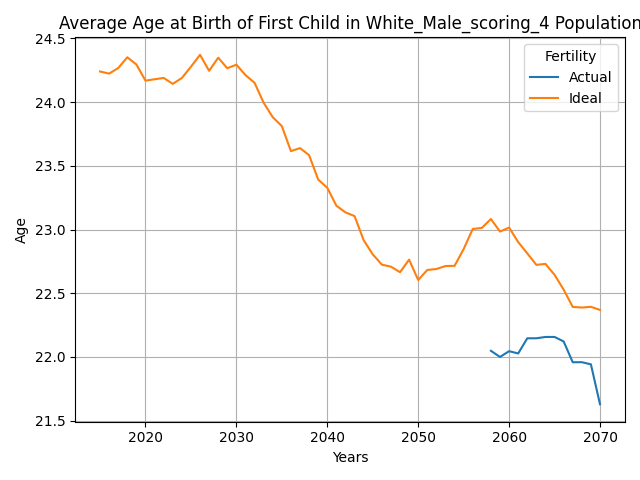 Average Age at Birth of First Child in White_Male_scoring_4 Population
24.5
24.0
23.5
23.0
22.5
22.0
21.5
Age
Fertility
Actual
Ideal
2020 2030 2040 2050 2060 2070
Years